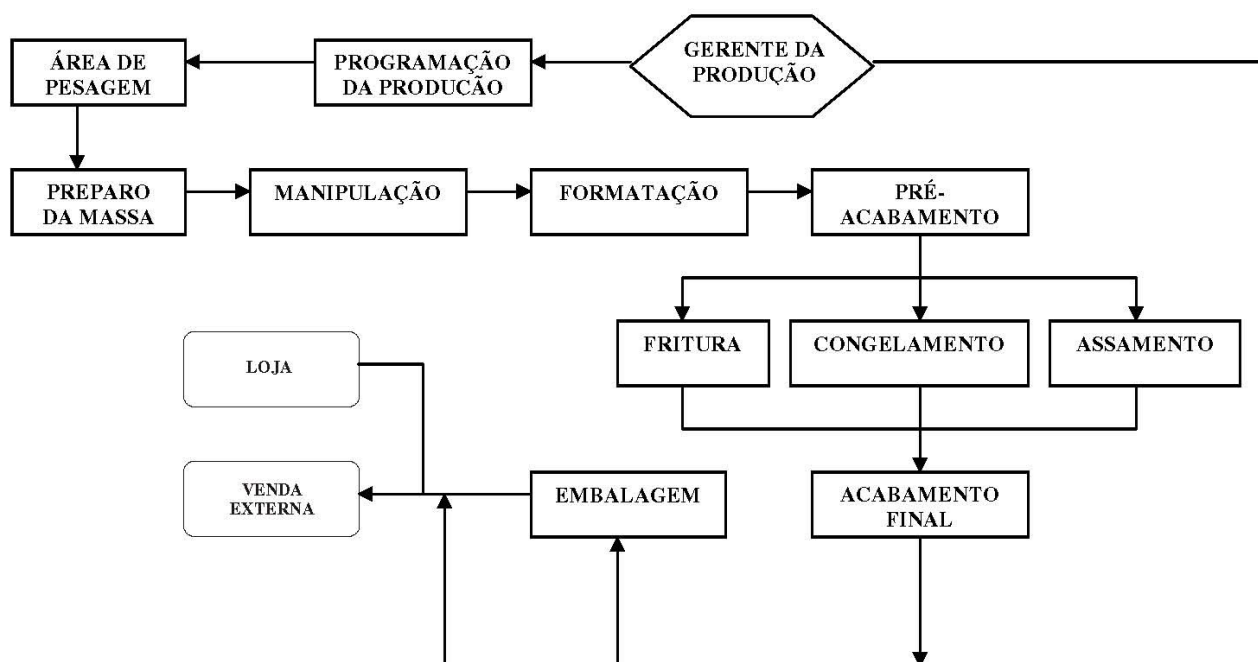 GERENTE DA
PRODUÇÃO
PROGRAMAÇÃO
DA PRODUCÃO
ÁREA DE
PESAGEM
PREPARO
DA MASSA
MANIPULAÇÃO
FORMATAÇÃO
PRÉ-
ACABAMENTO
FRITURA
CONGELAMENTO
ASSAMENTO
ACABAMENTO
FINAL
EMBALAGEM
LOJA
VENDA
EXTERNA